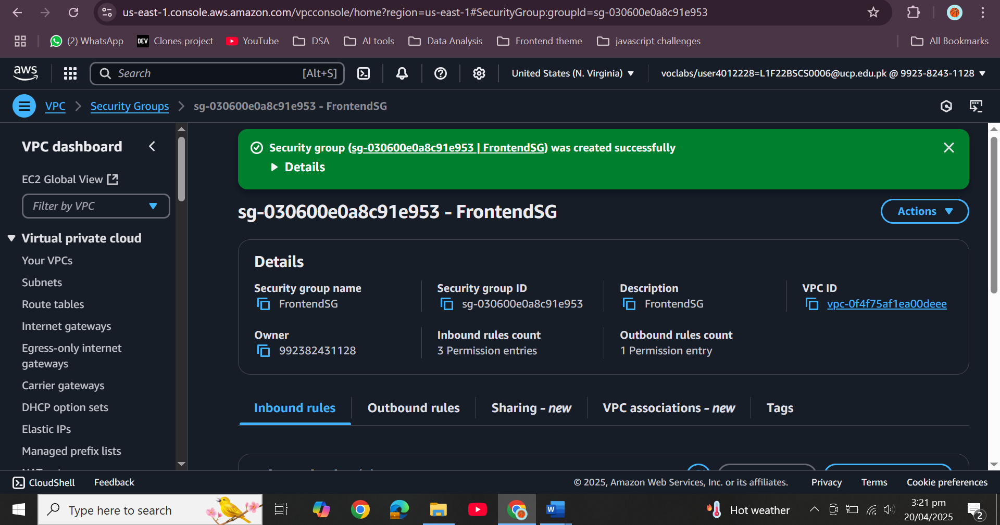 us-east-1.console.aws.amazon.com/vpcconsole/home?region=us-east-1#SecurityGroup:groupId=sg-030600e0a8c91e953
(2) WhatsApp
DEV Clones project
YouTube
DSA
AI tools
Data Analysis
Frontend theme
javascript challenges
All Bookmarks
aws
Search [Alt+S]
United States (N. Virginia)
voclabs/user4012228=L1F22BSCS0006@ucp.edu.pk @ 9923-8243-1128
VPC
Security Groups
sg-030600e0a8c91e953 - FrontendSG
VPC dashboard
EC2 Global View
Filter by VPC
Virtual private cloud
Your VPCs
Subnets
Route tables
Internet gateways
Egress-only internet
gateways
Carrier gateways
DHCP option sets
Elastic IPs
Managed prefix lists
Security group (sg-030600e0a8c91e953 | FrontendSG) was created successfully
Details
sg-030600e0a8c91e953 - FrontendSG
Actions
Details
Security group name
FrontendSG
Security group ID
sg-030600e0a8c91e953
Description
FrontendSG
VPC ID
vpc-0f4f75af1ea00deee
Owner
992382431128
Inbound rules count
3 Permission entries
Outbound rules count
1 Permission entry
Inbound rules
Outbound rules
Sharing - new
VPC associations - new
Tags
CloudShell
Feedback
© 2025, Amazon Web Services, Inc. or its affiliates.
Privacy
Terms
Cookie preferences
Type here to search
W
Hot weather
3:21 pm
20/04/2025
2